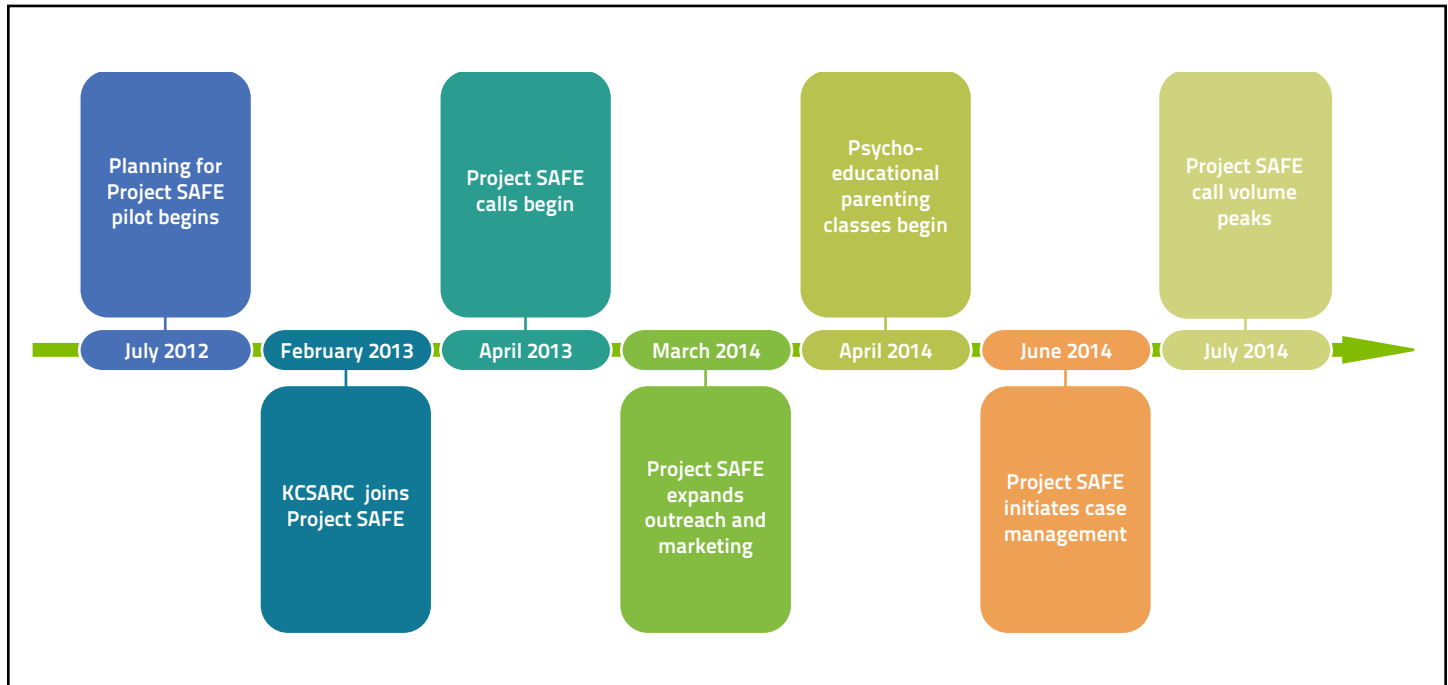 Planning for
Project SAFE
pilot begins
Project SAFE
calls begin
Psycho-
educational
parenting
classes begin
Project SAFE
call volume
peaks
July 2012
February 2013
April 2013
March 2014
April 2014
June 2014
July 2014
KCSARC joins
Project SAFE
Project SAFE
expands
outreach and
marketing
Project SAFE
initiates case
management